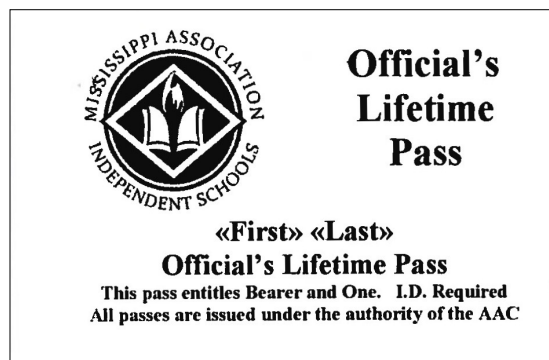 MISSISSIPPI ASSOCIATION
INDEPENDENT SCHOOLS
Official's
Lifetime
Pass
«First» «Last»
Official's Lifetime Pass
This pass entitles Bearer and One. I.D. Required
All passes are issued under the authority of the AAC